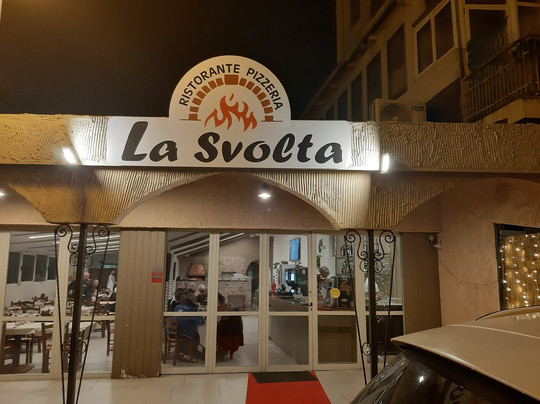 RISTORANTE PIZZERIA
La Svolta